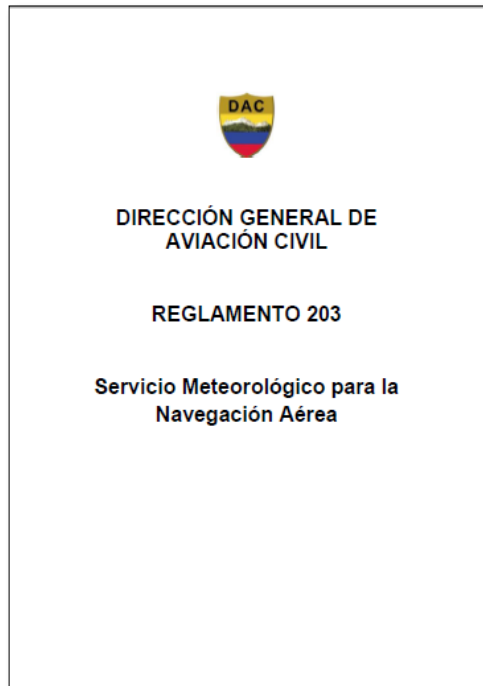 DAC
DIRECCIÓN GENERAL DE
AVIACIÓN CIVIL
REGLAMENTO 203
Servicio Meteorológico para la
Navegación Aérea